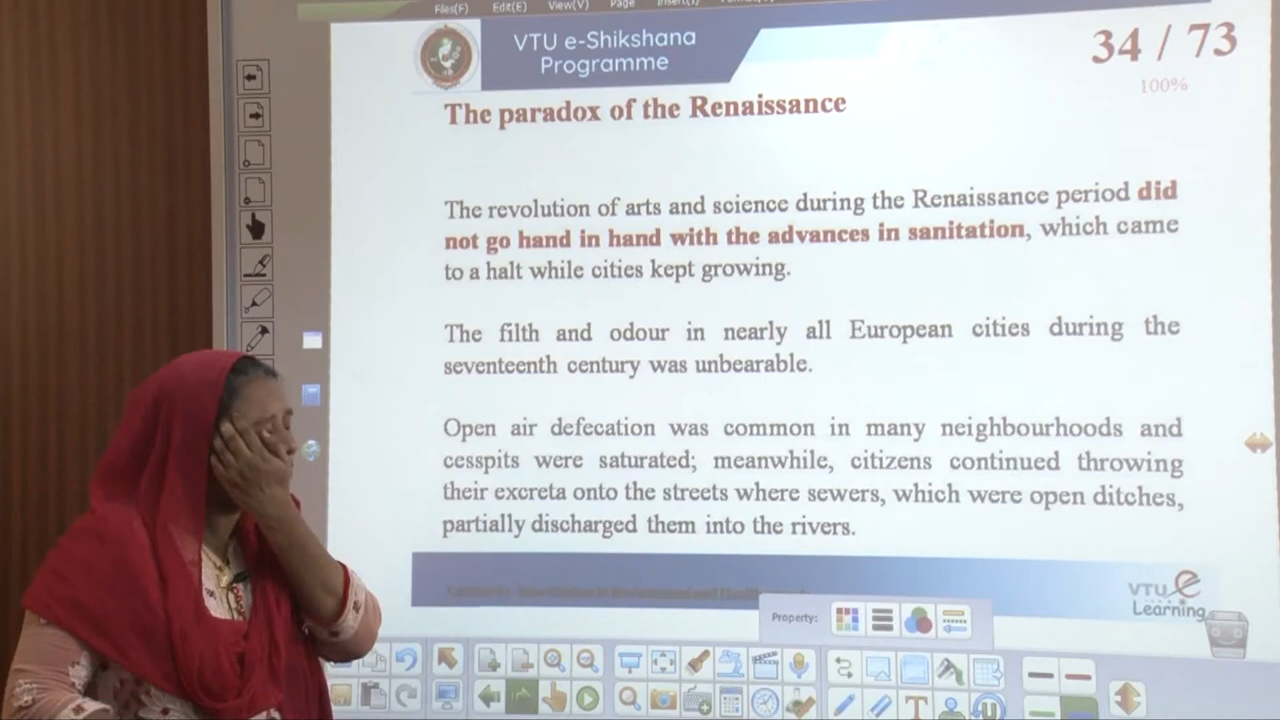 Files(F) Edit(E) View(V) Page Insert(I)
VTU e-Shikshana
Programme
34 / 73
100%
The paradox of the Renaissance
The revolution of arts and science during the Renaissance period did
not go hand in hand with the advances in sanitation, which came
to a halt while cities kept growing.
The filth and odour in nearly all European cities during the
seventeenth century was unbearable.
Open air defecation was common in many neighbourhoods and
cesspits were saturated; meanwhile, citizens continued throwing
their excreta onto the streets where sewers, which were open ditches,
partially discharged them into the rivers.
VTU e
Learning
Property: